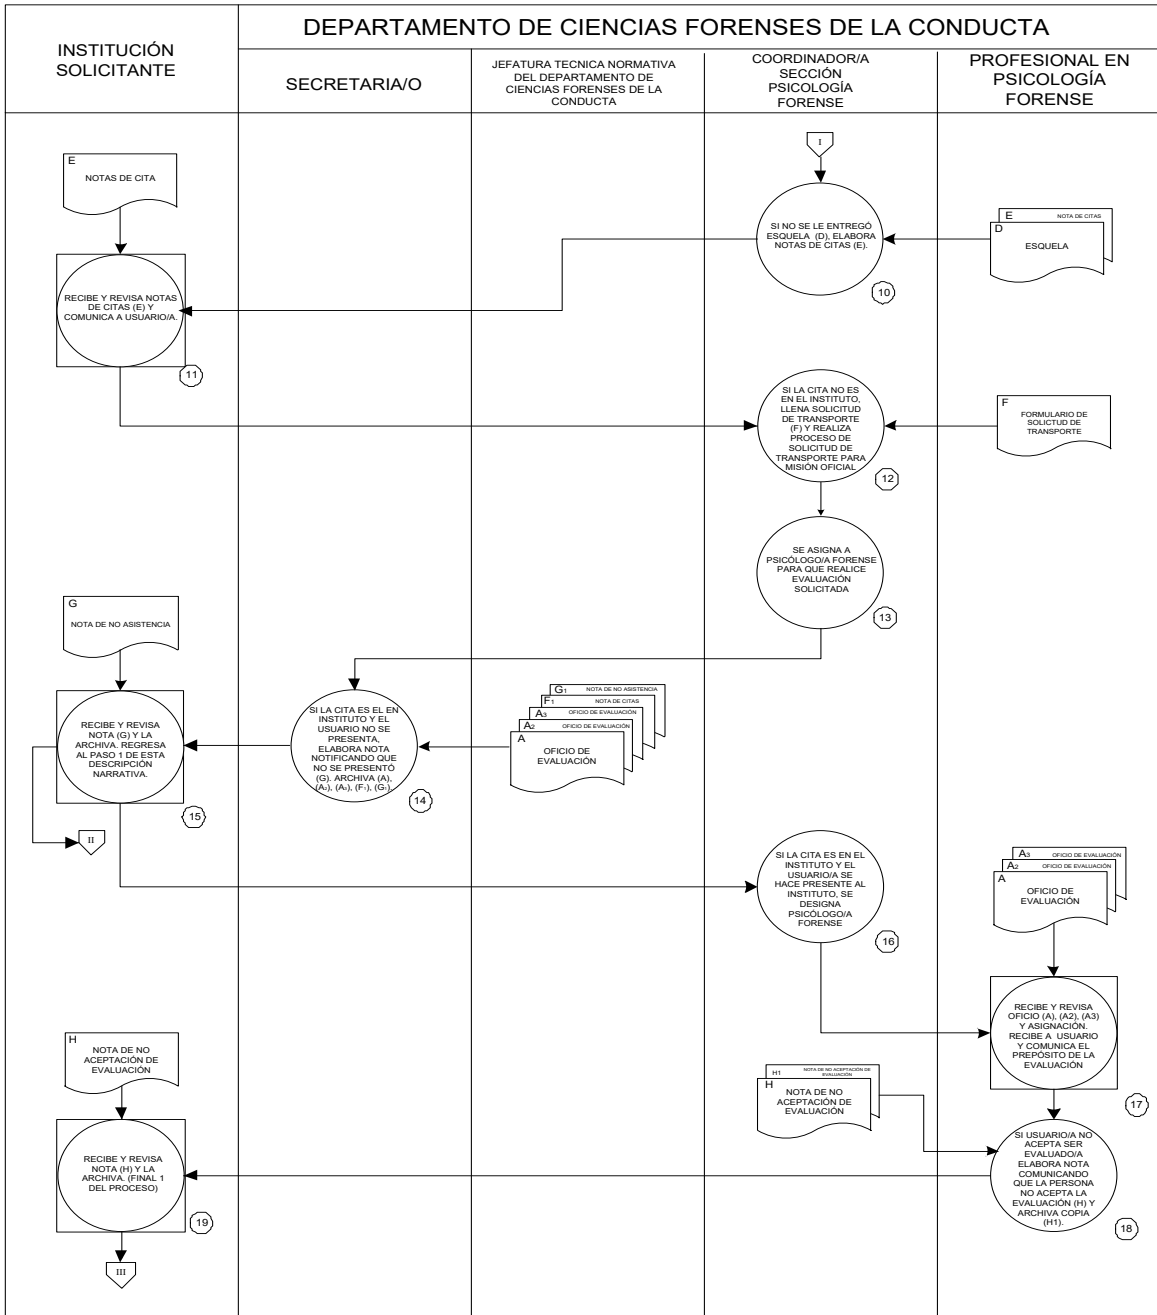 DEPARTAMENTO DE CIENCIAS FORENSES DE LA CONDUCTA
INSTITUCIÓN
SOLICITANTE
SECRETARIA/O
JEFATURA TECNICA NORMATIVA
DEL DEPARTAMENTO DE
CIENCIAS FORENSES DE LA
CONDUCTA
COORDINADOR/A
SECCIÓN
PSICOLOGÍA
FORENSE
PROFESIONAL EN
PSICOLOGÍA
FORENSE
I
E
NOTAS DE CITA
SI NO SE LE ENTREGÓ
ESQUELA (D), ELABORA
NOTAS DE CITAS (E).
10
E
NOTA DE CITAS
D
ESQUELA
RECIBE Y REVISA NOTAS
DE CITAS (E) Y
COMUNICA A USUARIO/A.
11
SI LA CITA NO ES
EN EL INSTITUTO,
LLENA SOLICITUD
DE TRANSPORTE
(F) Y REALIZA
PROCESO DE
SOLICITUD DE
TRANSPORTE PARA
MISIÓN OFICIAL
12
F
FORMULARIO DE
SOLICTUD DE
TRANSPORTE
SE ASIGNA A
PSICÓLOGO/A FORENSE
PARA QUE REALICE
EVALUACIÓN
SOLICITADA
13
G
NOTA DE NO ASISTENCIA
RECIBE Y REVISA
NOTA (G) Y LA
ARCHIVA. REGRESA
AL PASO 1 DE ESTA
DESCRIPCIÓN
NARRATIVA.
15
II
SI LA CITA ES EL EN
INSTITUTO Y EL
USUARIO NO SE
PRESENTA,
ELABORA NOTA
NOTIFICANDO QUE
NO SE PRESENTÓ
(G). ARCHIVA (A),
(A2), (A3), (F1), (G1).
14
G1
NOTA DE NO ASISTENCIA
F1
NOTA DE CITAS
A3
OFICIO DE EVALUACIÓN
A2
OFICIO DE EVALUACIÓN
A
OFICIO DE
EVALUACIÓN
SI LA CITA ES EN EL
INSTITUTO Y EL
USUARIO/A SE
HACE PRESENTE AL
INSTITUTO, SE
DESIGNA
PSICÓLOGO/A
FORENSE
16
A3
OFICIO DE EVALUACIÓN
A2
OFICIO DE EVALUACIÓN
A
OFICIO DE
EVALUACIÓN
RECIBE Y REVISA
OFICIO (A), (A2), (A3)
Y ASIGNACIÓN.
RECIBE A USUARIO
Y COMUNICA EL
PREPÓSITO DE LA
EVALUACIÓN
17
H
NOTA DE NO
ACEPTACIÓN DE
EVALUACIÓN
H1
NOTA DE NO ACEPTACIÓN DE
EVALUACIÓN
H
NOTA DE NO
ACEPTACIÓN DE
EVALUACIÓN
RECIBE Y REVISA
NOTA (H) Y LA
ARCHIVA. (FINAL 1
DEL PROCESO)
19
SI USUARIO/A NO
ACEPTA SER
EVALUADO/A
ELABORA NOTA
COMUNICANDO
QUE LA PERSONA
NO ACEPTA LA
EVALUACIÓN (H) Y
ARCHIVA COPIA
(H1).
18
III